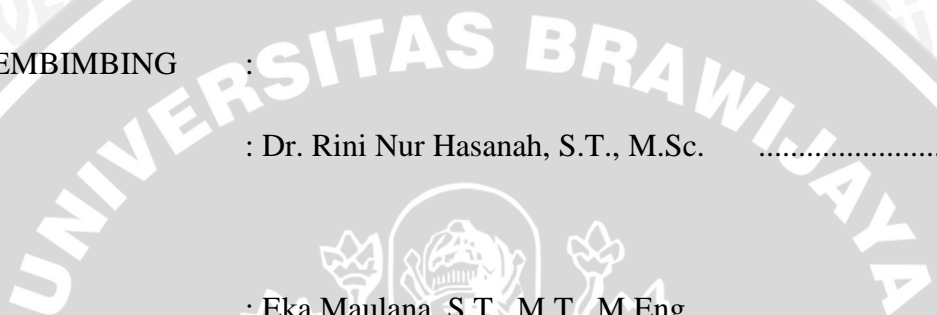 UNIVERSITAS BRAWIJAYA
EMBIMBING :
: Dr. Rini Nur Hasanah, S.T., M.Sc. ........................
: Eka Maulana, S.T., M.T., M.Eng.